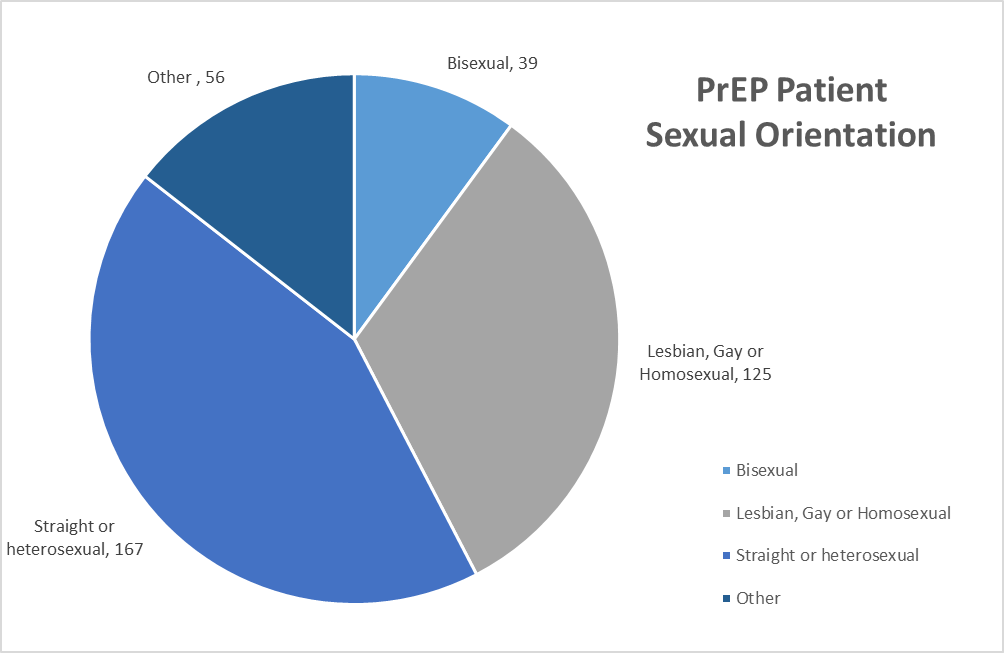 PrEP Patient
Sexual Orientation
Bisexual, 39
Other , 56
Lesbian, Gay or
Homosexual, 125
Straight or
heterosexual, 167
Bisexual
Lesbian, Gay or Homosexual
Straight or heterosexual
Other